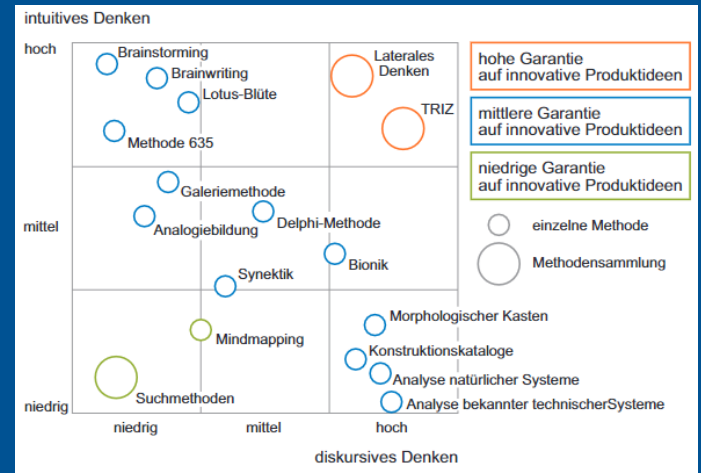 intuitives Denken
hoch
Brainstorming
Brainwriting
Lotus-Blüte
Methode 635
Laterales
Denken
TRIZ
hohe Garantie
auf innovative Produktideen
mittlere Garantie
auf innovative Produktideen
niedrige Garantie
auf innovative Produktideen
einzelne Methode
Methodensammlung
mittel
Galeriemethode
Analogiebildung
Delphi-Methode
Bionik
Synektik
Mindmapping
Suchmethoden
Morphologischer Kasten
Konstruktionskataloge
Analyse natürlicher Systeme
Analyse bekannter technischerSysteme
niedrig
niedrig
mittel
hoch
diskursives Denken